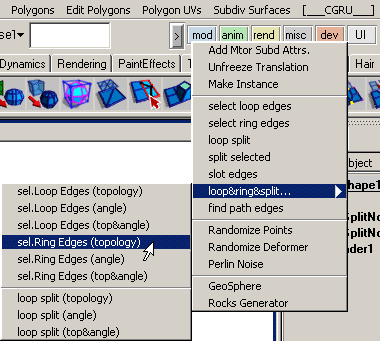 Polygons Edit Polygons Polygon UVs Subdiv Surfaces [___CGRU___]
se1 > mod anim rend misc dev UI
Dynamics Rendering PaintEffects T Hair
Add Mtor Subd Attrs.
Unfreeze Translation
Make Instance
select loop edges
select ring edges
loop split
split selected
slot edges
loop&ring&split...
find path edges
Randomize Points
Randomize Deformer
Perlin Noise
GeoSphere
Rocks Generator
sel.Loop Edges (topology)
sel.Loop Edges (angle)
sel.Loop Edges (top&angle)
sel.Ring Edges (topology)
sel.Ring Edges (angle)
sel.Ring Edges (top&angle)
loop split (topology)
loop split (angle)
loop split (top&angle)
bject
hape1
SplitNo
SplitNo
der1